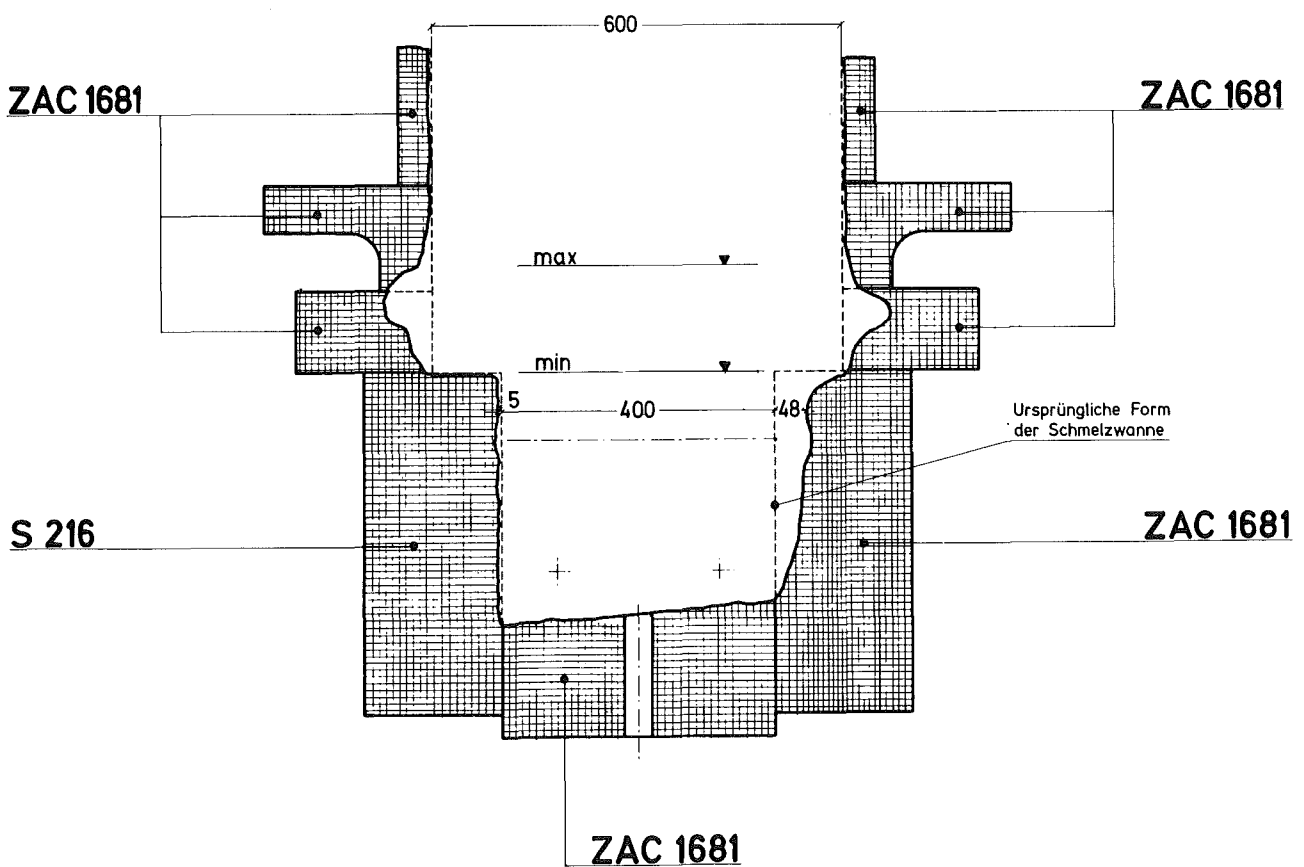 600
ZAC 1681
ZAC 1681
max
min
5
400
48
Ursprüngliche Form
der Schmelzwanne
S 216
ZAC 1681
ZAC 1681